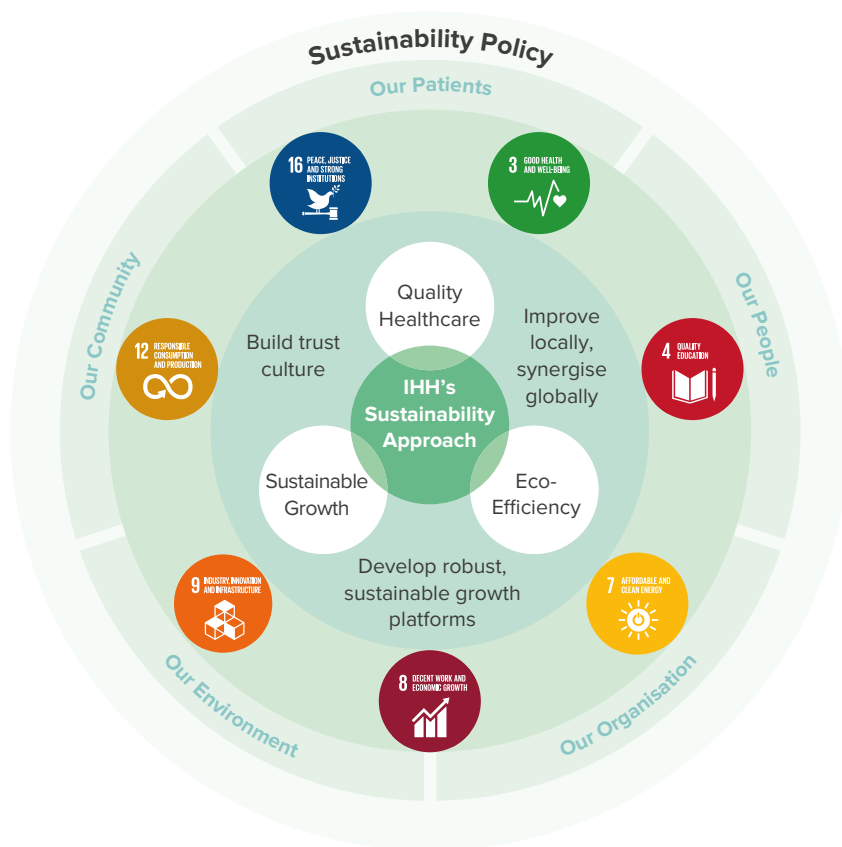 Sustainability Policy
Our Patients
16 PEACE, JUSTICE
AND STRONG
INSTITUTIONS
3 GOOD HEALTH
AND WELL-BEING
Our Community
Our People
Quality
Healthcare
Build trust
culture
Improve
locally,
synergise
globally
12 RESPONSIBLE
CONSUMPTION
AND PRODUCTION
4 QUALITY
EDUCATION
IHH's
Sustainability
Approach
Sustainable
Growth
Eco-
Efficiency
Develop robust,
sustainable growth
platforms
9 INDUSTRY, INNOVATION
AND INFRASTRUCTURE
7 AFFORDABLE AND
CLEAN ENERGY
8 DECENT WORK AND
ECONOMIC GROWTH
Our Environment
Our Organisation